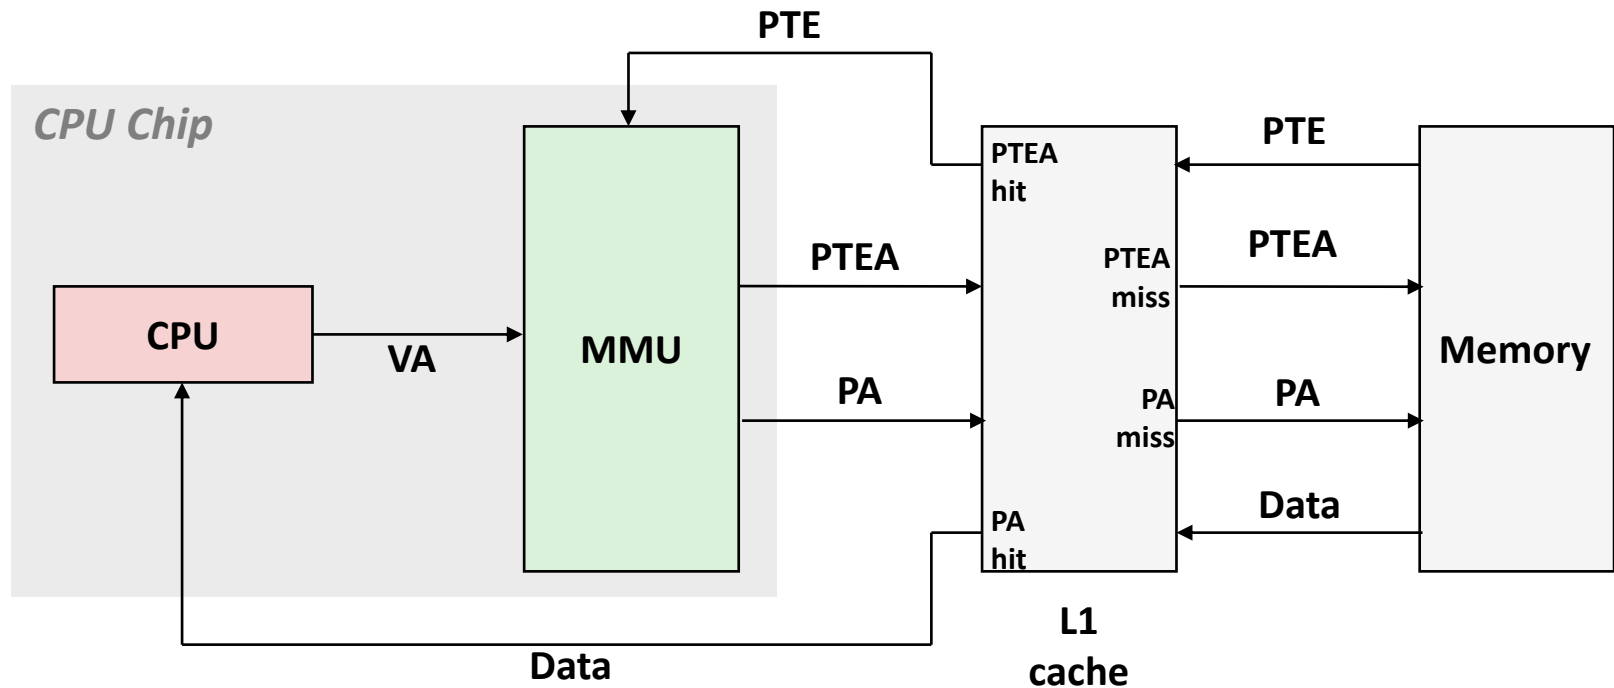 PTE
CPU Chip
PTEA
hit
PTE
PTEA
PTEA
miss
PTEA
CPU
VA
MMU
Memory
PA
PA
miss
PA
PA
hit
Data
L1
cache
Data